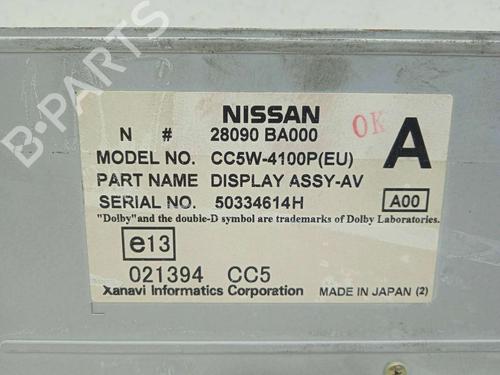 B-PARTS
NISSAN
N # 28090 BA000
OK
A
MODEL NO. CC5W-4100P(EU)
PART NAME DISPLAY ASSY-AV
SERIAL NO. 50334614H
A00
"Dolby"and the double-D symbol are trademarks of Dolby Laboratories.
e13
021394 CC5
Xanavi Informatics Corporation
MADE IN JAPAN (2)